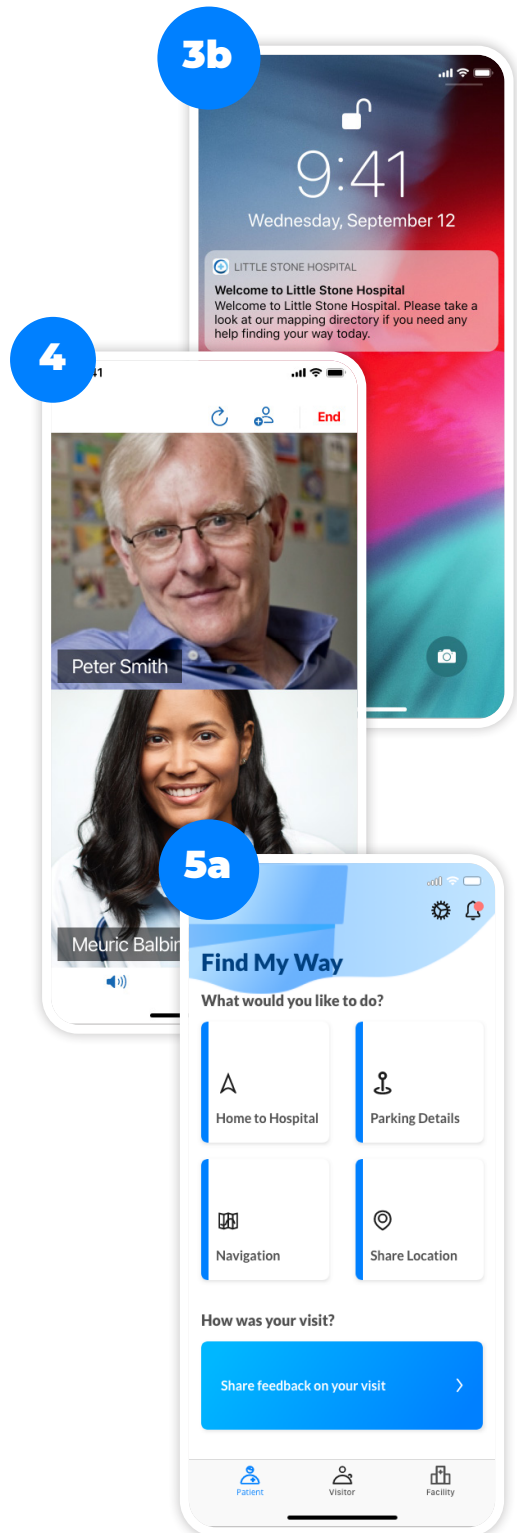 3b
9:41
Wednesday, September 12
LITTLE STONE HOSPITAL
Welcome to Little Stone Hospital
Welcome to Little Stone Hospital. Please take a
look at our mapping directory if you need any
help finding your way today.
4
End
Peter Smith
Meuric
5a
Find My Way
What would you like to do?
Home to Hospital
Parking Details
Navigation
Share Location
How was your visit?
Share feedback on your visit
Patient
Visitor
Facility